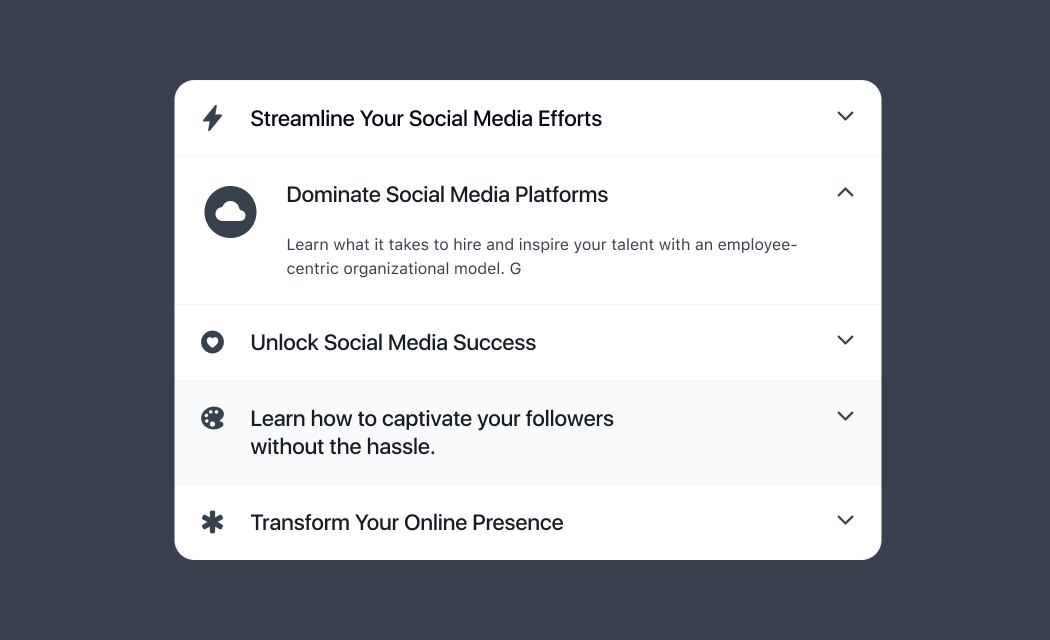 Streamline Your Social Media Efforts
Dominate Social Media Platforms
Learn what it takes to hire and inspire your talent with an employee-
centric organizational model. G
Unlock Social Media Success
Learn how to captivate your followers
without the hassle.
Transform Your Online Presence